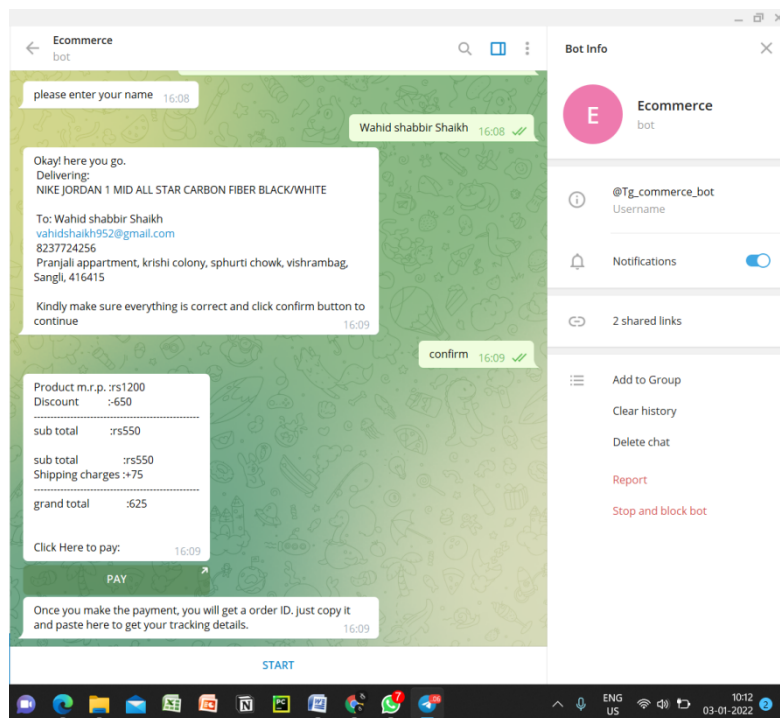 Ecommerce
bot
please enter your name 16:08
Wahid shabbir Shaikh 16:08
Okay! here you go.
Delivering:
NIKE JORDAN 1 MID ALL STAR CARBON FIBER BLACK/WHITE
To: Wahid shabbir Shaikh
vahidshaikh952@gmail.com
8237724256
Pranjali appartment, krishi colony, sphurti chowk, vishrambag,
Sangli, 416415
Kindly make sure everything is correct and click confirm button to
continue 16:09
confirm 16:09
Product m.r.p. :rs1200
Discount :-650
--------------------------------------------------
sub total :rs550
sub total :rs550
Shipping charges :+75
--------------------------------------------------
grand total :625
Click Here to pay: 16:09
PAY
Once you make the payment, you will get a order ID. just copy it
and paste here to get your tracking details. 16:09
START
Bot Info
E
Ecommerce
bot
@Tg_commerce_bot
Username
Notifications
2 shared links
Add to Group
Clear history
Delete chat
Report
Stop and block bot
7
06
ENG
US
10:12
03-01-2022
2